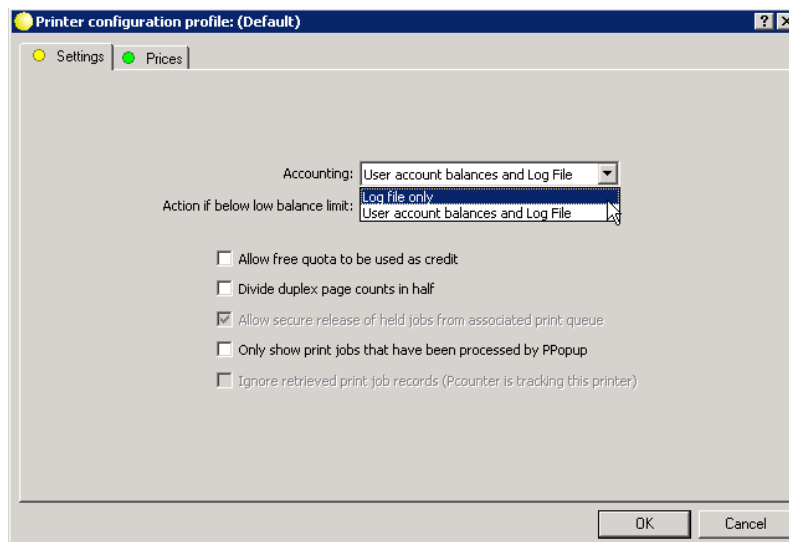 Printer configuration profile: (Default)
Settings
Prices
Accounting: User account balances and Log File
Log file only
Action if below low balance limit:
User account balances and Log File
Allow free quota to be used as credit
Divide duplex page counts in half
Allow secure release of held jobs from associated print queue
Only show print jobs that have been processed by PPopup
Ignore retrieved print job records (Pcounter is tracking this printer)
OK
Cancel